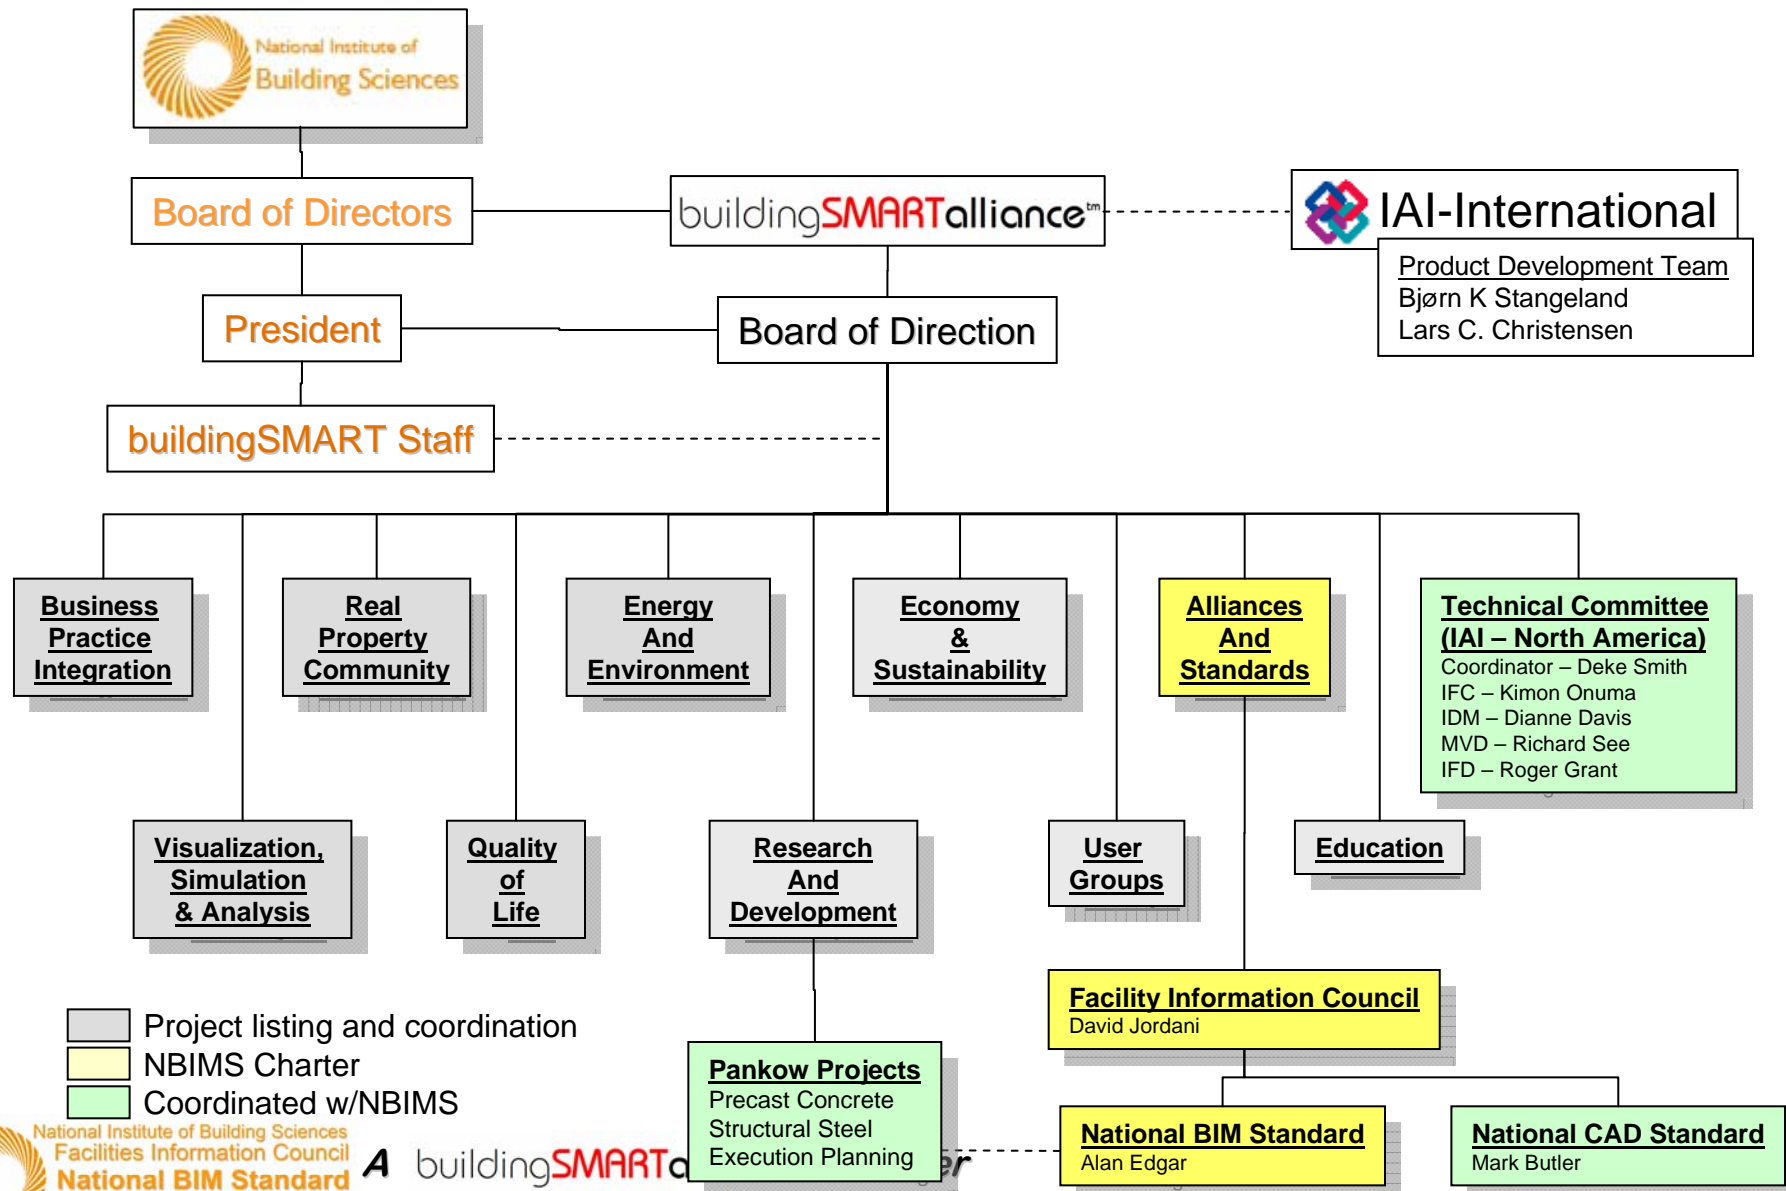 National Institute of
Building Sciences
Board of Directors
buildingSMARTalliance™
IAI-International
Product Development Team
Bjørn K Stangeland
Lars C. Christensen
President
Board of Direction
buildingSMART Staff
Business
Practice
Integration
Real
Property
Community
Energy
And
Environment
Economy
&
Sustainability
Alliances
And
Standards
Technical Committee
(IAI – North America)
Coordinator – Deke Smith
IFC – Kimon Onuma
IDM – Dianne Davis
MVD – Richard See
IFD – Roger Grant
Visualization,
Simulation
& Analysis
Quality
of
Life
Research
And
Development
User
Groups
Education
Facility Information Council
David Jordani
Project listing and coordination
NBIMS Charter
Coordinated w/NBIMS
Pankow Projects
Precast Concrete
Structural Steel
Execution Planning
National BIM Standard
Alan Edgar
National CAD Standard
Mark Butler
National Institute of Building Sciences
Facilities Information Council
National BIM Standard
A buildingSMART